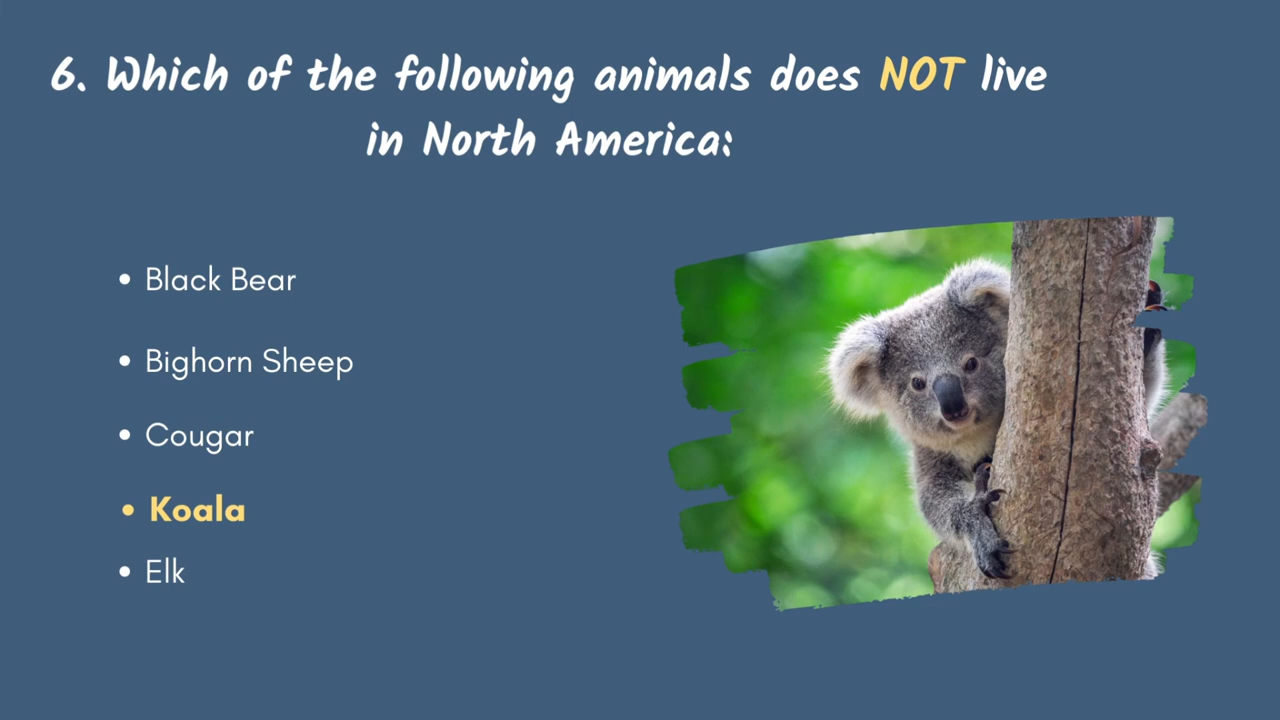 6. Which of the following animals does NOT live
in North America:
• Black Bear
• Bighorn Sheep
• Cougar
• Koala
• Elk